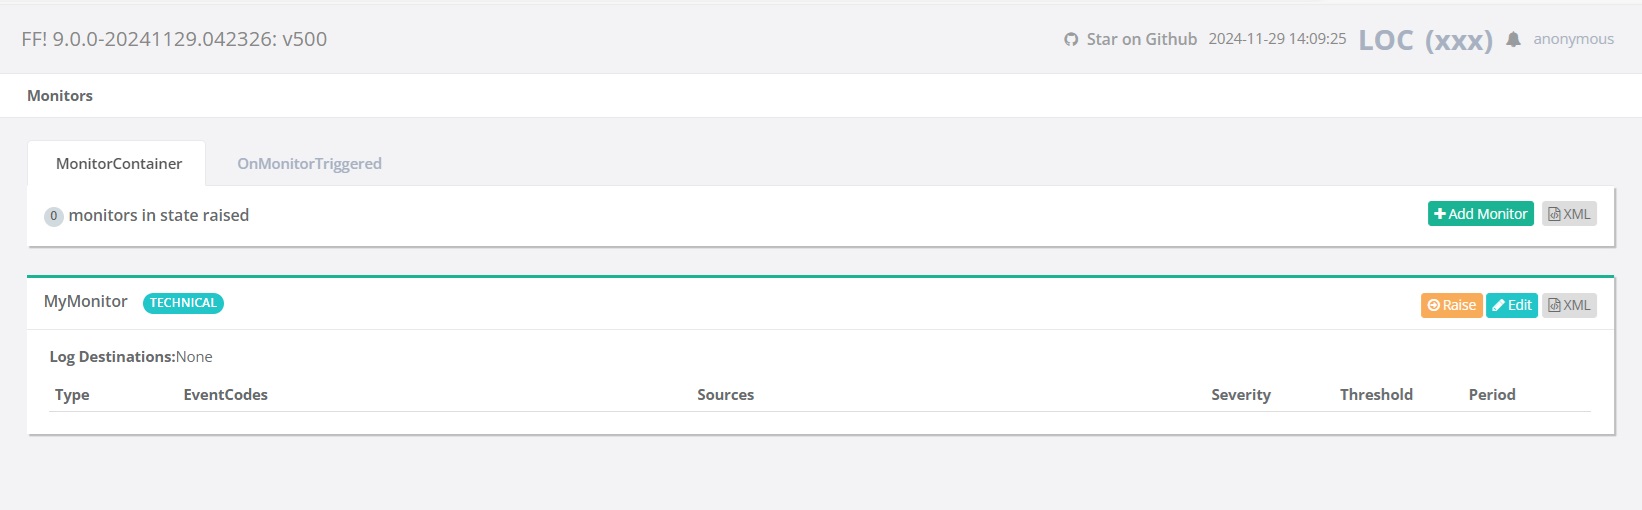 FF! 9.0.0-20241129.042326: v500
Star on Github 2024-11-29 14:09:25 LOC (xxx) anonymous
Monitors
MonitorContainer OnMonitorTriggered
0 monitors in state raised Add Monitor XML
MyMonitor TECHNICAL Raise Edit XML
Log Destinations:None
Type EventCodes Sources Severity Threshold Period